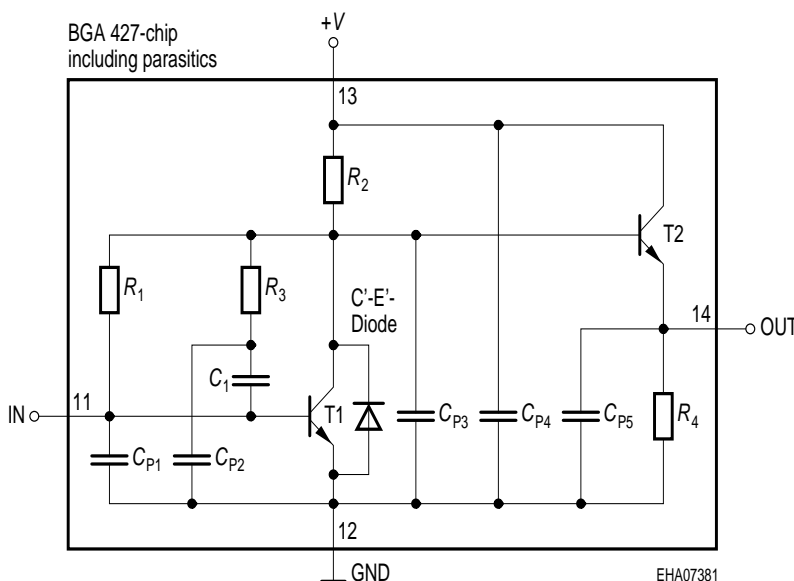 BGA 427-chip
including parasitics
+V
13
R2
T2
R1
R3
C'-E'-
Diode
14
OUT
C1
11
IN
T1
CP1
CP2
CP3
CP4
CP5
R4
12
GND
EHA07381